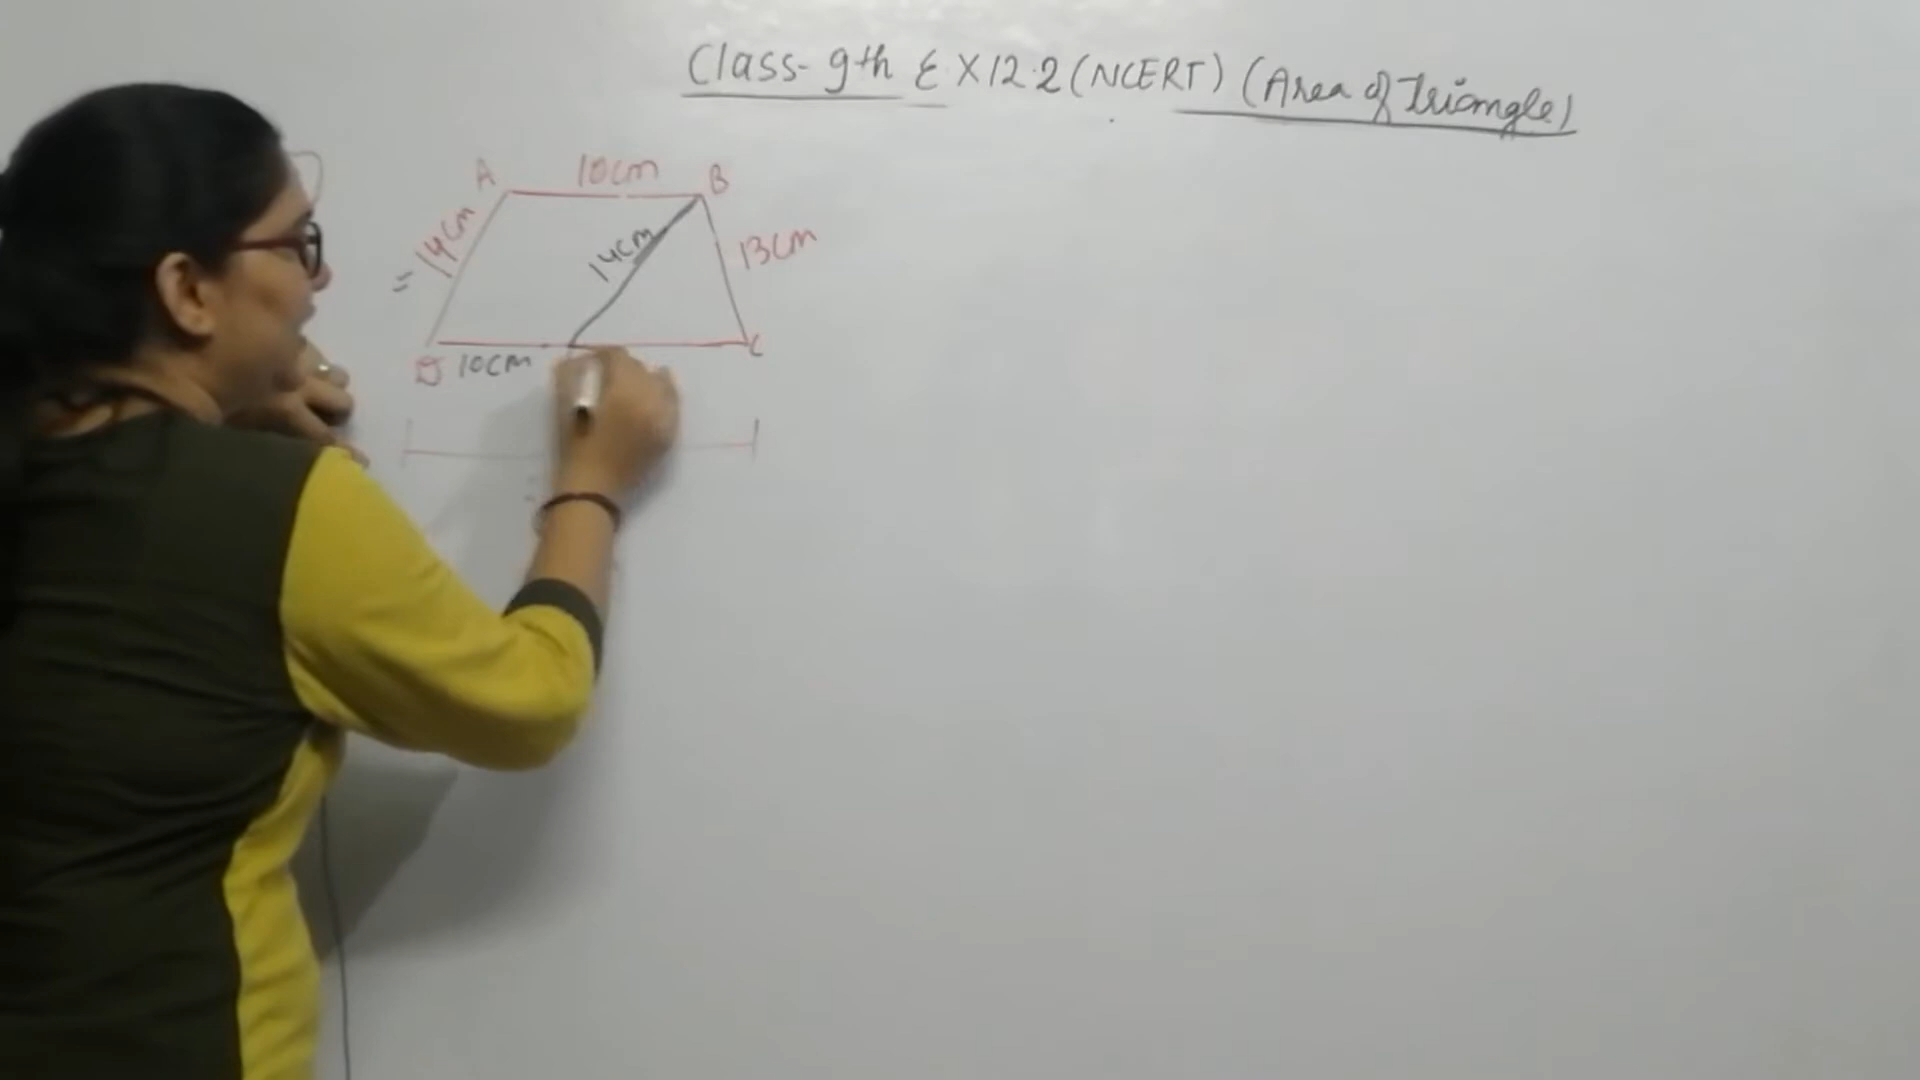 Class-9th EX12.2(NCERT) (Area of Triangle)
A 10cm B
= 14cm 14cm 13cm
D 10cm C